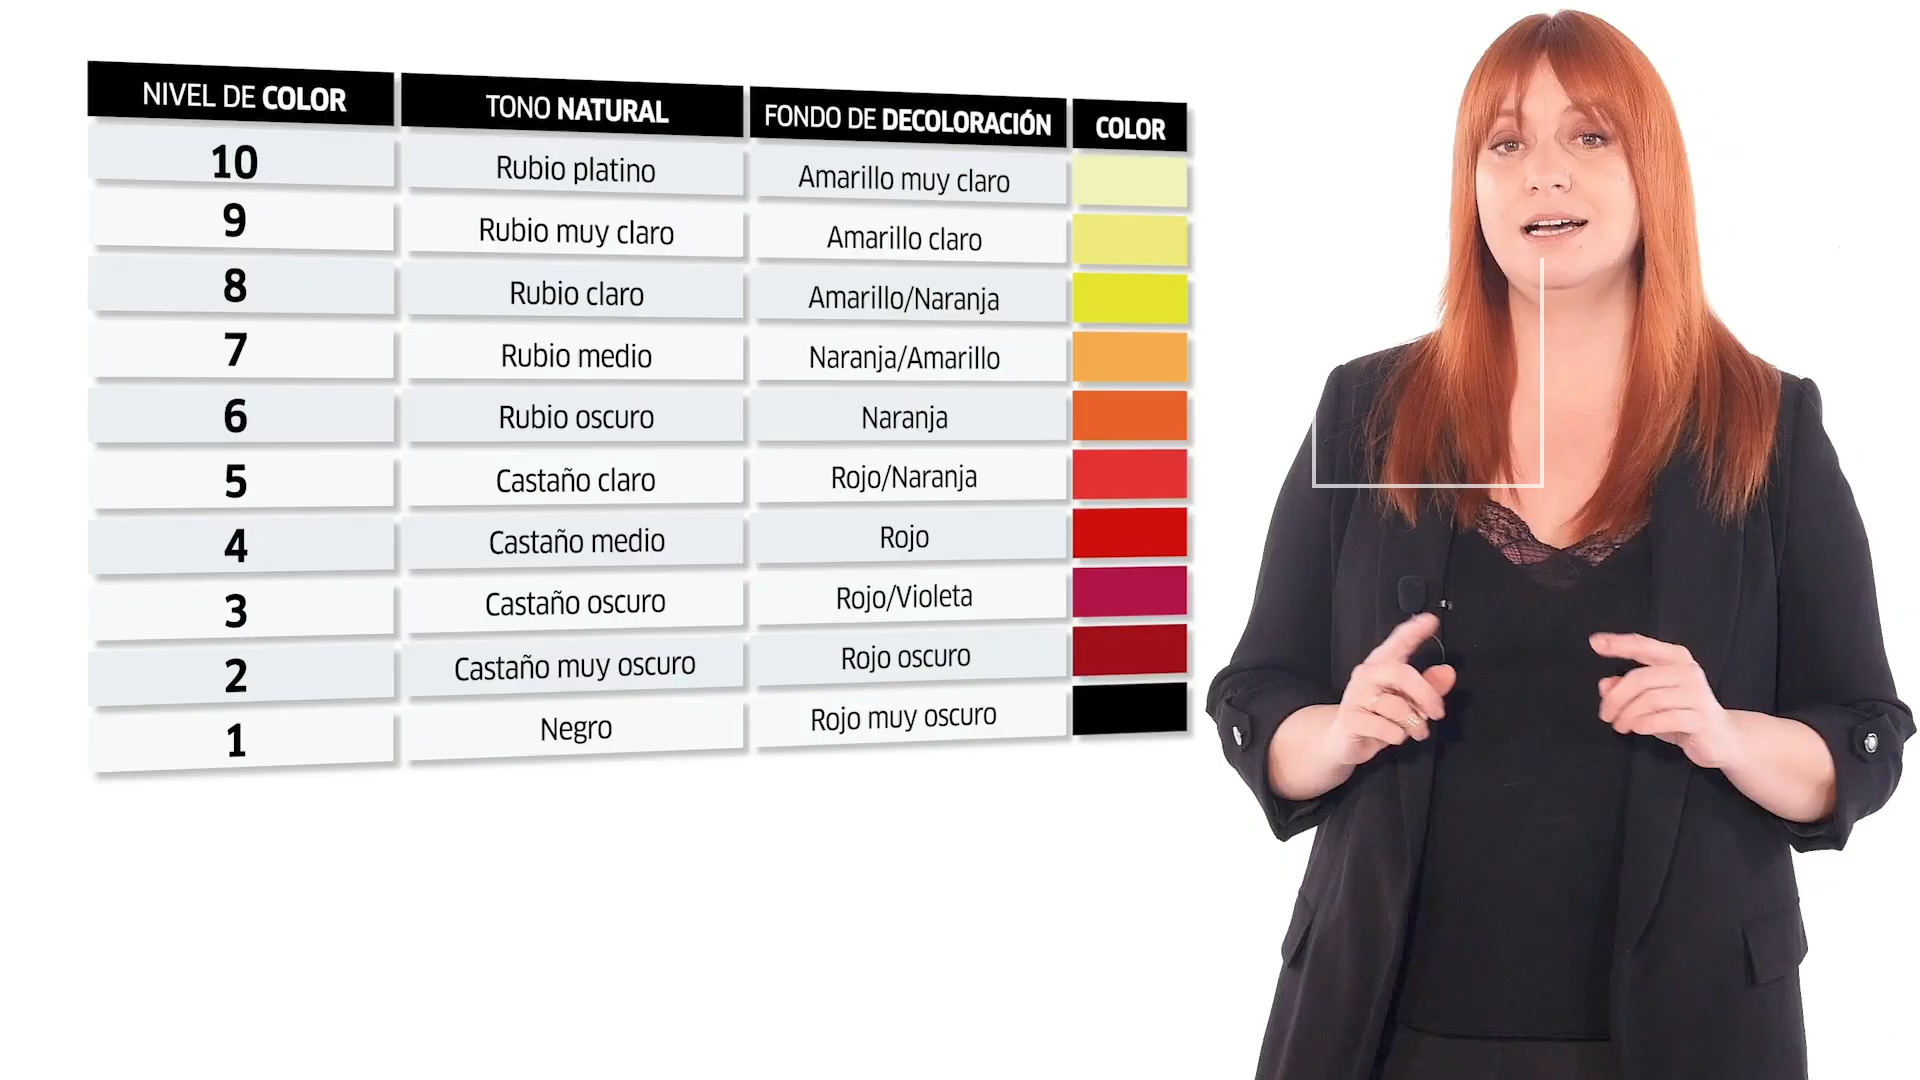 NIVEL DE COLOR TONO NATURAL FONDO DE DECOLORACIÓN COLOR
10 Rubio platino Amarillo muy claro
9 Rubio muy claro Amarillo claro
8 Rubio claro Amarillo/Naranja
7 Rubio medio Naranja/Amarillo
6 Rubio oscuro Naranja
5 Castaño claro Rojo/Naranja
4 Castaño medio Rojo
3 Castaño oscuro Rojo/Violeta
2 Castaño muy oscuro Rojo oscuro
1 Negro Rojo muy oscuro